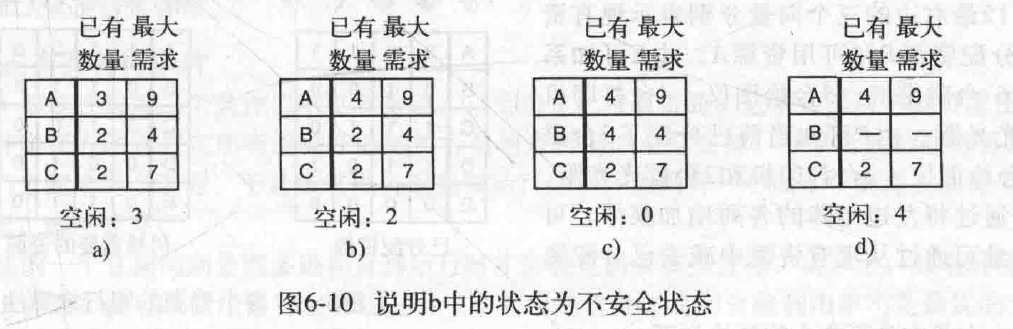 已有 最大
数量 需求
A 3 9
B 2 4
C 2 7
空闲：3
a)
已有 最大
数量 需求
A 4 9
B 2 4
C 2 7
空闲：2
b)
已有 最大
数量 需求
A 4 9
B 4 4
C 2 7
空闲：0
c)
已有 最大
数量 需求
A 4 9
B
C 2 7
空闲：4
d)
图6-10 说明b中的状态为不安全状态